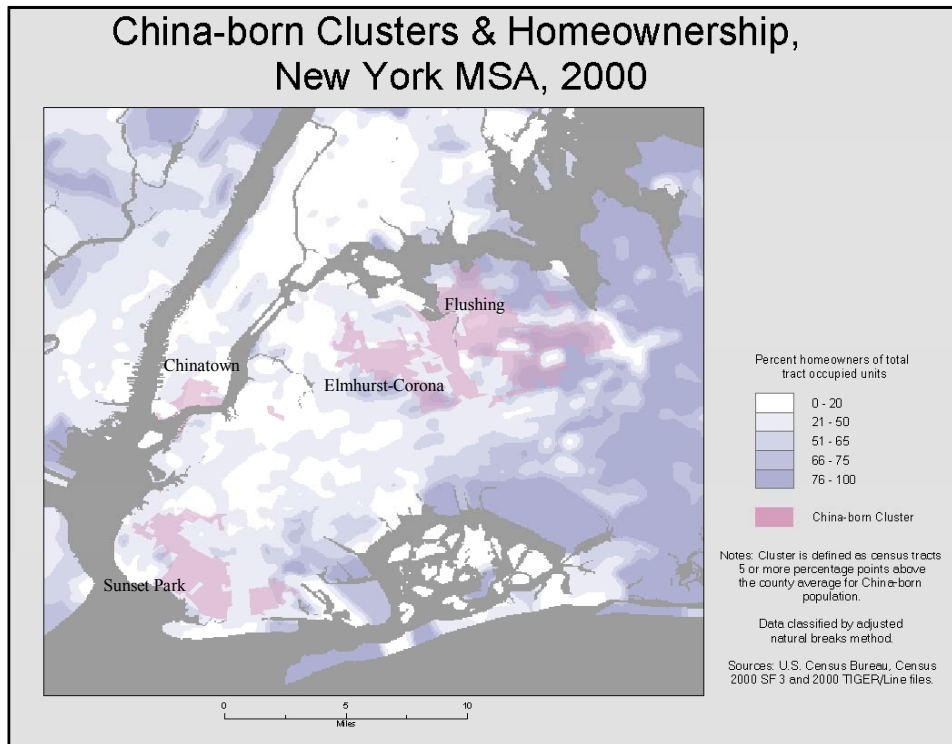 China-born Clusters & Homeownership,
New York MSA, 2000
Flushing
Chinatown
Elmhurst-Corona
Sunset Park
Percent homeowners of total
tract occupied units
0 - 20
21 - 50
51 - 65
66 - 75
76 - 100
China-born Cluster
Notes: Cluster is defined as census tracts
5 or more percentage points above
the county average for China-born
population.
Data classified by adjusted
natural breaks method.
Sources: U.S. Census Bureau, Census
2000 SF 3 and 2000 TIGER/Line files.
0 5 10
Miles